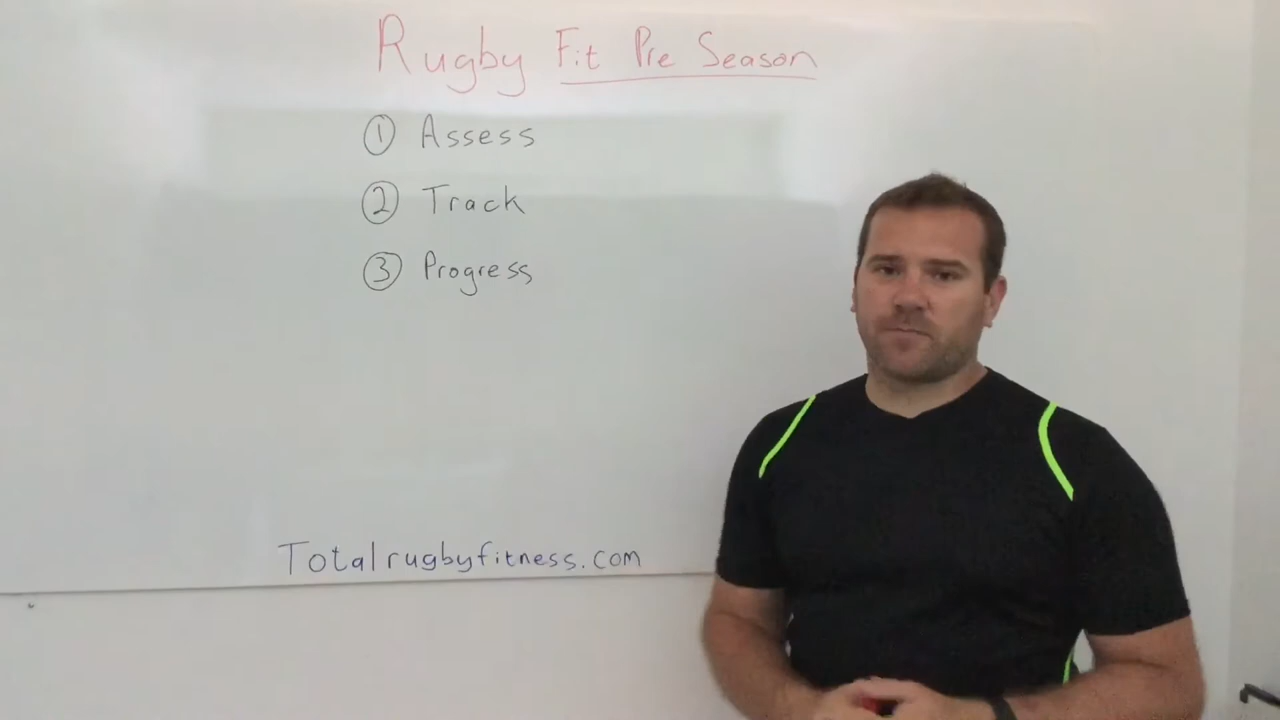 Rugby Fit Pre Season
① Assess
② Track
③ Progress
Totalrugbyfitness.com